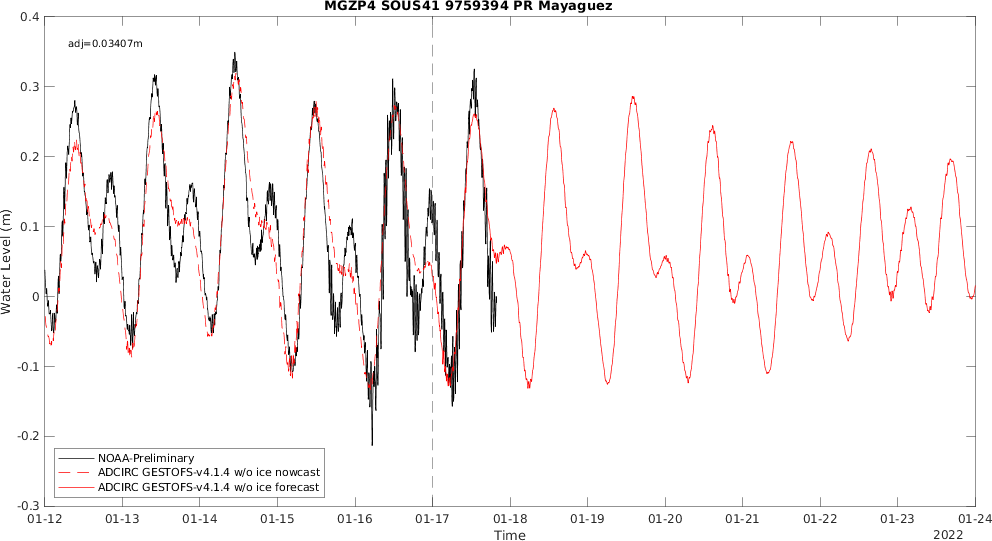 MGZP4 SOUS41 9759394 PR Mayaguez
adj=0.03407m
0.4
0.3
0.2
0.1
0
-0.1
-0.2
-0.3
Water Level (m)
NOAA-Preliminary
ADCIRC GESTOFS-v4.1.4 w/o ice nowcast
ADCIRC GESTOFS-v4.1.4 w/o ice forecast
01-12 01-13 01-14 01-15 01-16 01-17 01-18 01-19 01-20 01-21 01-22 01-23 01-24
Time
2022